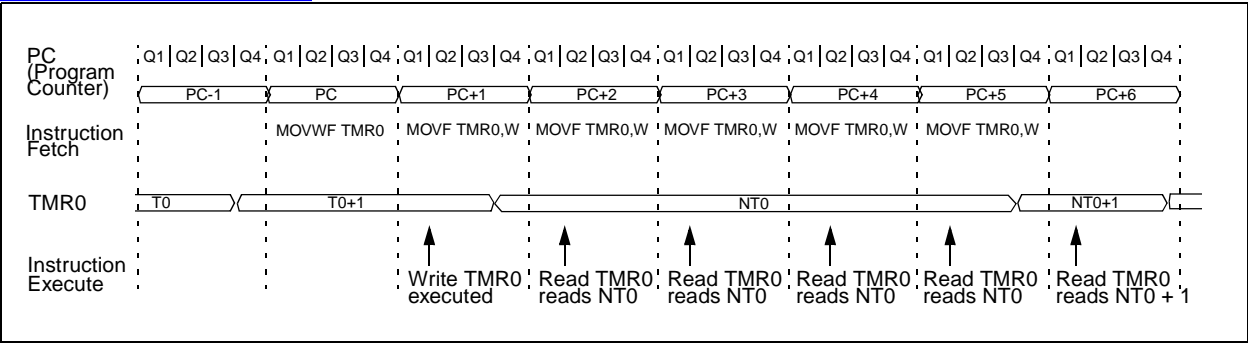 PC
(Program
Counter)
Q1 Q2 Q3 Q4 Q1 Q2 Q3 Q4 Q1 Q2 Q3 Q4 Q1 Q2 Q3 Q4 Q1 Q2 Q3 Q4 Q1 Q2 Q3 Q4 Q1 Q2 Q3 Q4 Q1 Q2 Q3 Q4
PC-1 PC PC+1 PC+2 PC+3 PC+4 PC+5 PC+6
Instruction
Fetch
MOVWF TMR0 MOVF TMR0,W MOVF TMR0,W MOVF TMR0,W MOVF TMR0,W MOVF TMR0,W
TMR0
T0 T0+1 NT0 NT0+1
Instruction
Execute
Write TMR0
executed
Read TMR0
reads NT0
Read TMR0
reads NT0
Read TMR0
reads NT0
Read TMR0
reads NT0
Read TMR0
reads NT0 + 1